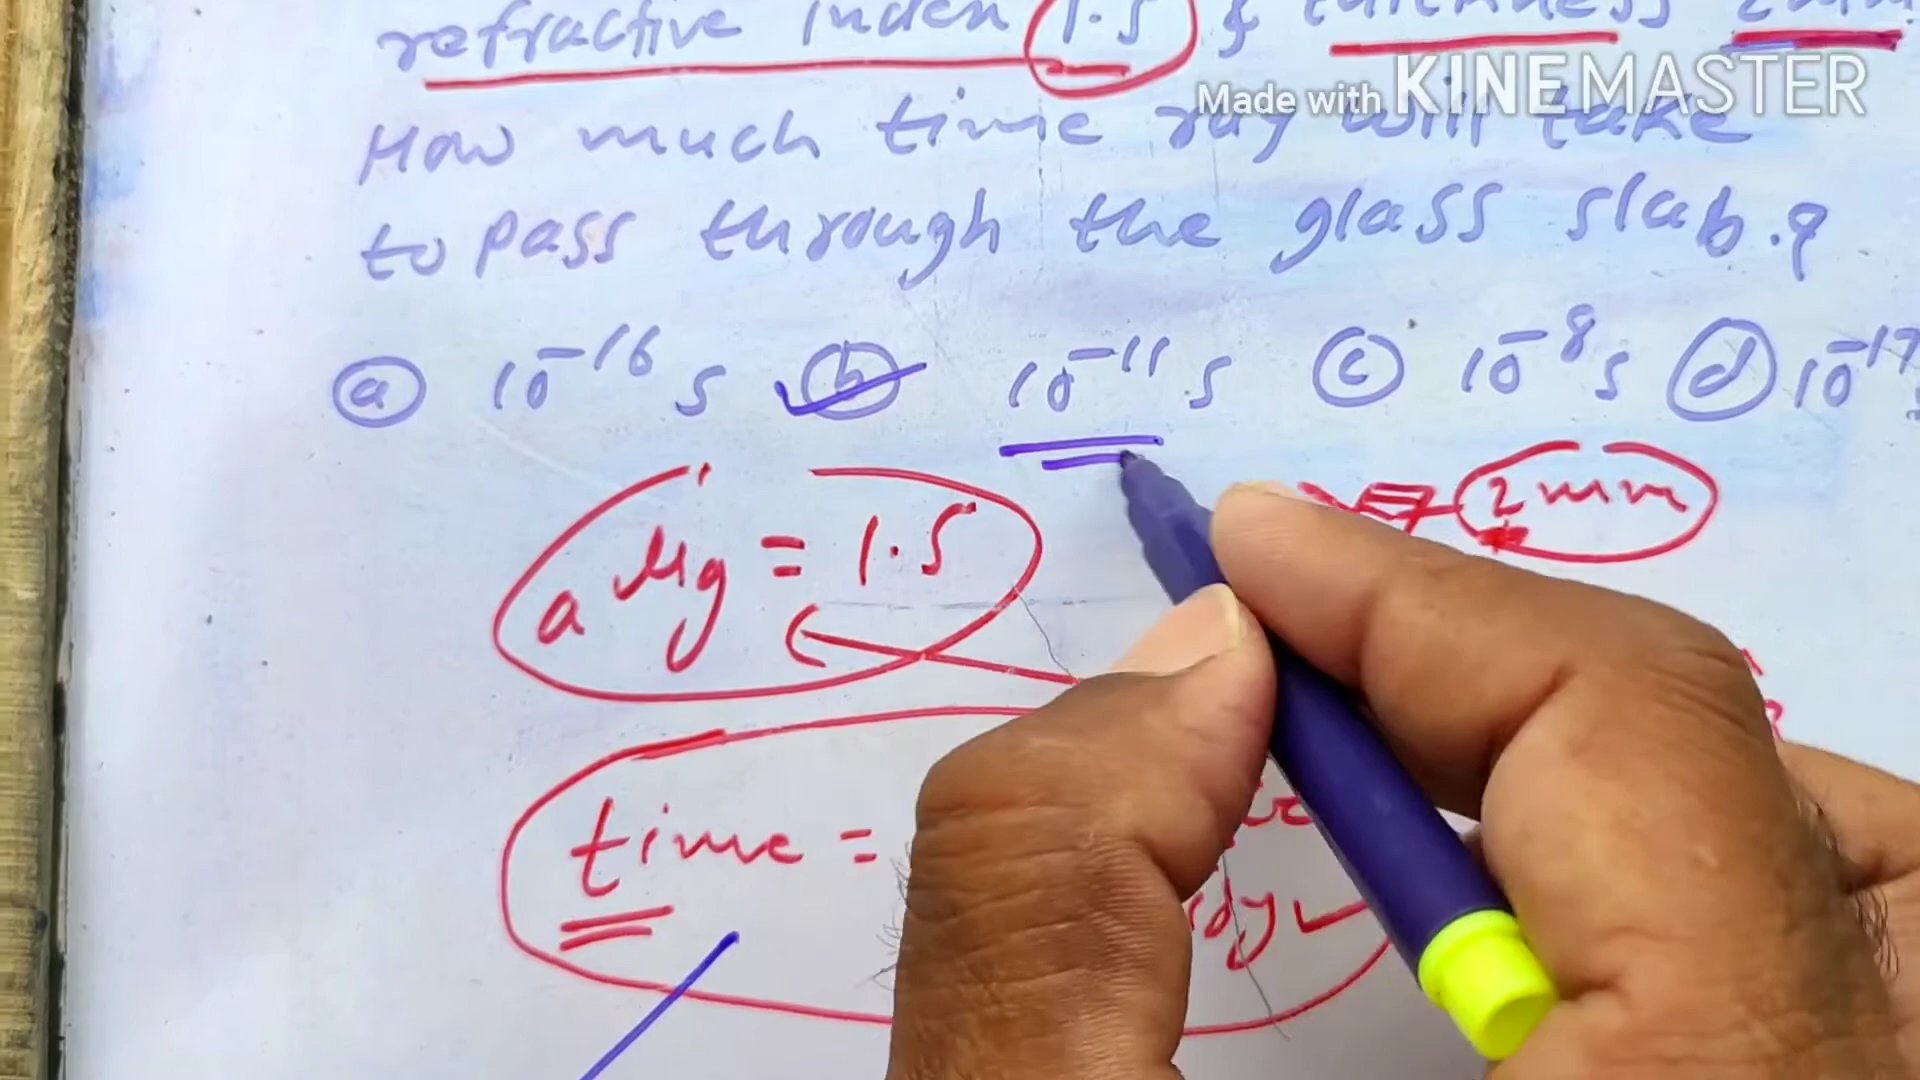 refractive index 1.5 & thickness 2mm
Made with KINEMASTER
How much time ray will take
to pass through the glass slab.?
(a) 10⁻¹⁶ s (b) 10⁻¹¹ s (c) 10⁻⁸ s (d) 10⁻¹⁷
2mm
aμg = 1.5
time =